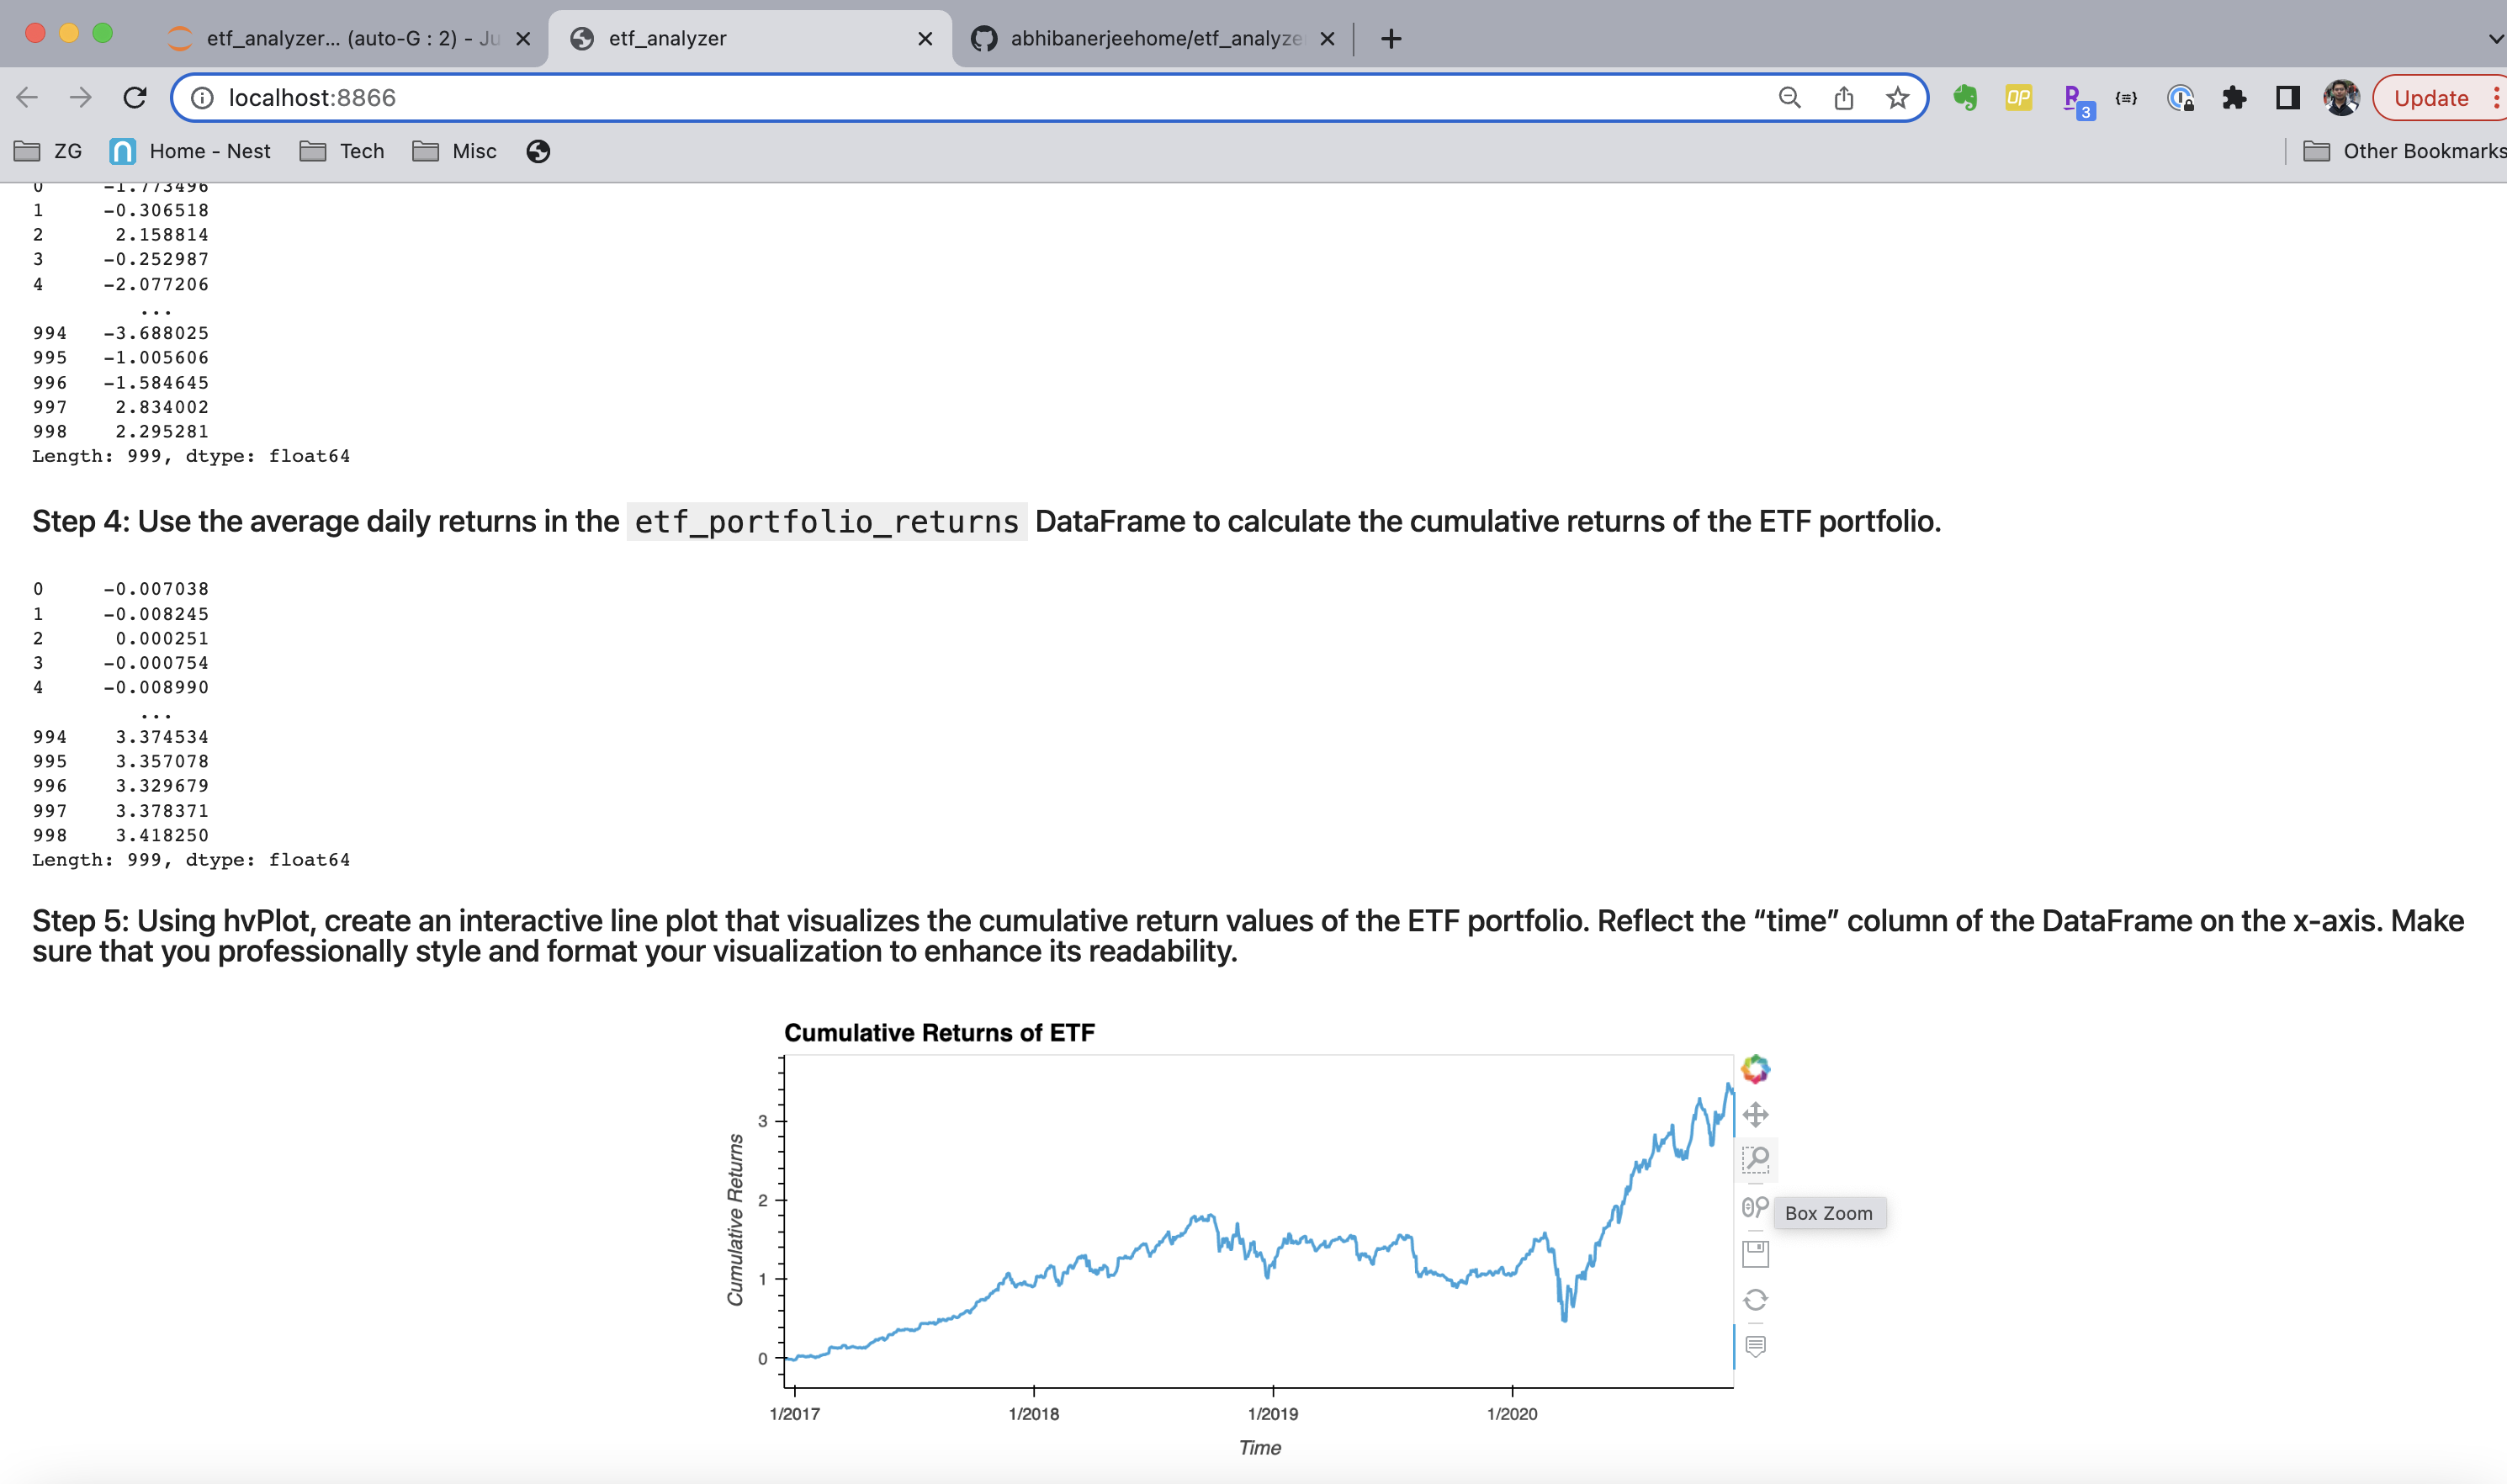 etf_analyzer... (auto-G : 2) - Ju
etf_analyzer
abhibanerjeehome/etf_analyze
localhost:8866
OP
3
Update
ZG
Home - Nest
Tech
Misc
Other Bookmarks
0 -1.773496
1 -0.306518
2 2.158814
3 -0.252987
4 -2.077206
...
994 -3.688025
995 -1.005606
996 -1.584645
997 2.834002
998 2.295281
Length: 999, dtype: float64
Step 4: Use the average daily returns in the etf_portfolio_returns DataFrame to calculate the cumulative returns of the ETF portfolio.
0 -0.007038
1 -0.008245
2 0.000251
3 -0.000754
4 -0.008990
...
994 3.374534
995 3.357078
996 3.329679
997 3.378371
998 3.418250
Length: 999, dtype: float64
Step 5: Using hvPlot, create an interactive line plot that visualizes the cumulative return values of the ETF portfolio. Reflect the “time” column of the DataFrame on the x-axis. Make
sure that you professionally style and format your visualization to enhance its readability.
Cumulative Returns of ETF
Cumulative Returns
3
2
1
0
Box Zoom
1/2017 1/2018 1/2019 1/2020
Time